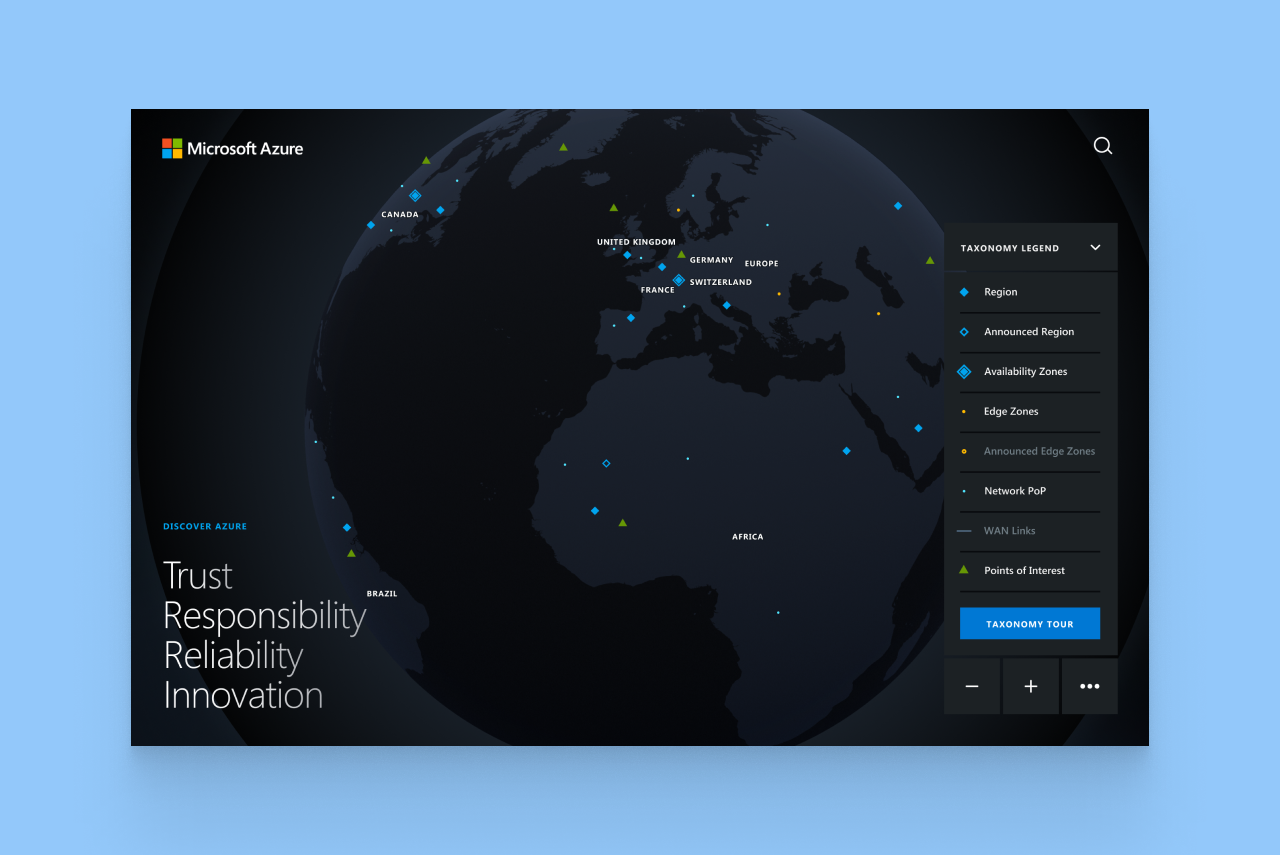 Microsoft Azure
CANADA
UNITED KINGDOM
GERMANY
EUROPE
SWITZERLAND
FRANCE
AFRICA
BRAZIL
DISCOVER AZURE
Trust
Responsibility
Reliability
Innovation
TAXONOMY LEGEND
Region
Announced Region
Availability Zones
Edge Zones
Announced Edge Zones
Network PoP
WAN Links
Points of Interest
TAXONOMY TOUR